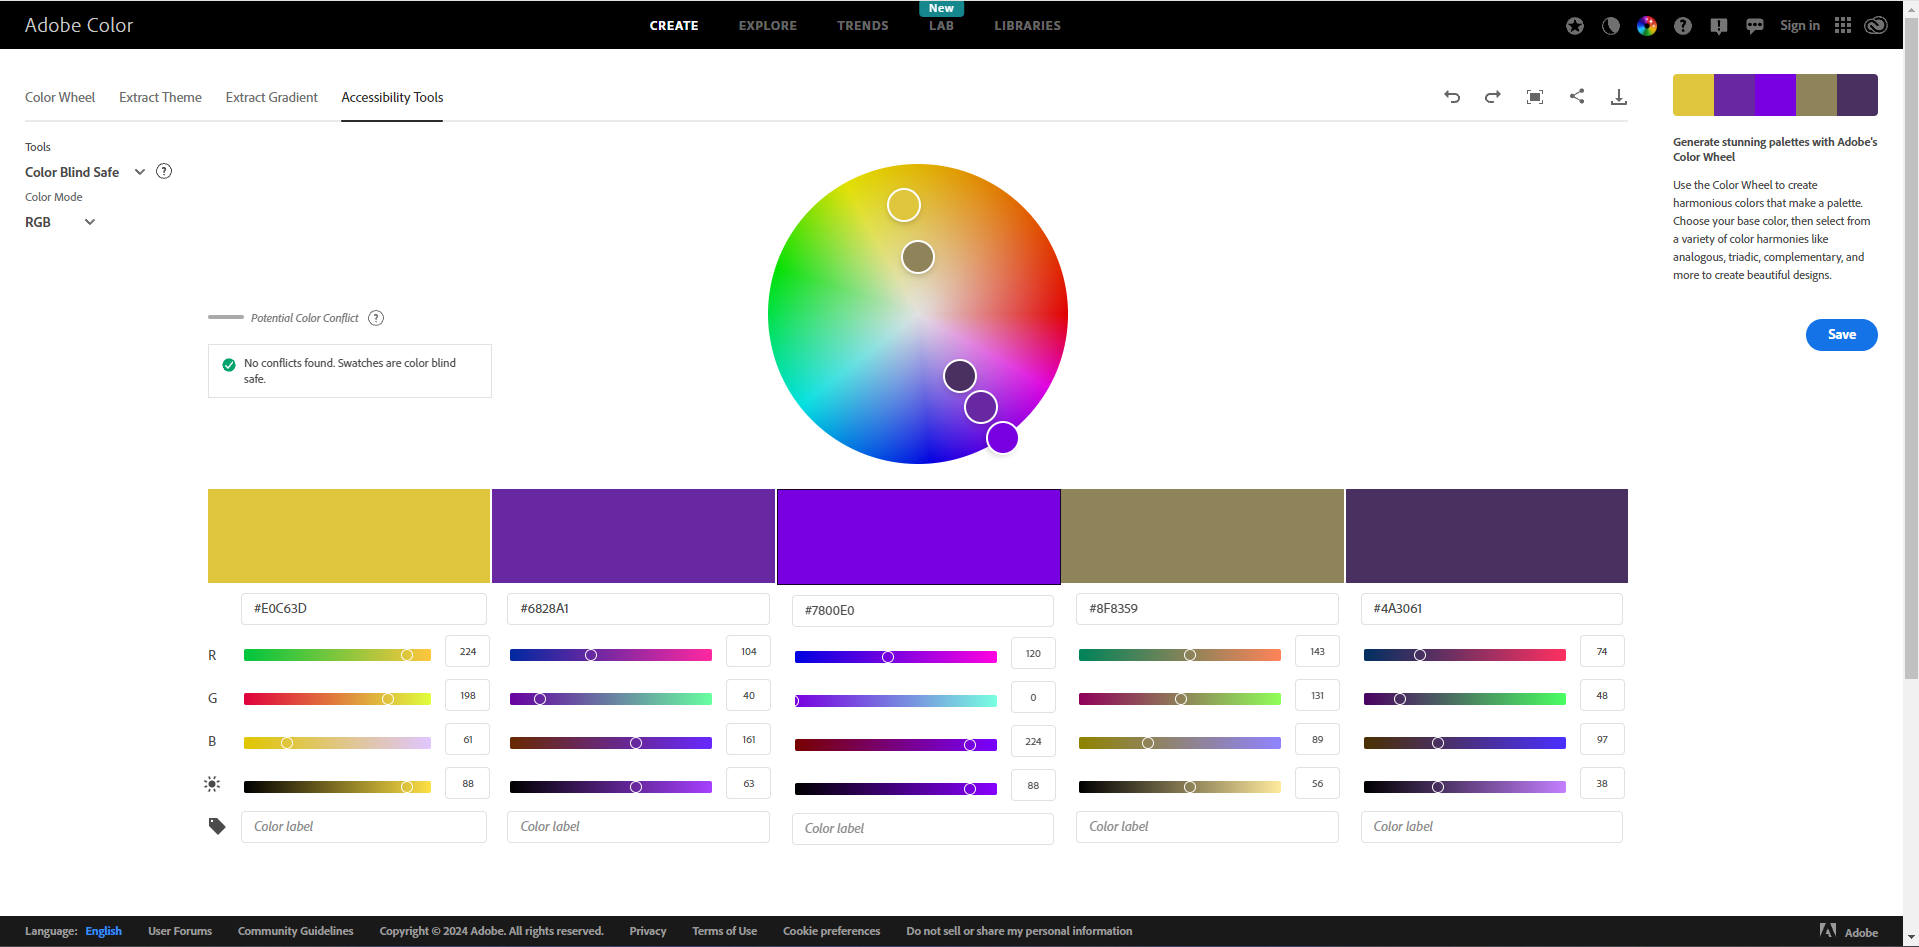 Adobe Color
CREATE
EXPLORE
TRENDS
New
LAB
LIBRARIES
Sign in
Color Wheel
Extract Theme
Extract Gradient
Accessibility Tools
Tools
Color Blind Safe
?
Color Mode
RGB
Potential Color Conflict
?
No conflicts found. Swatches are color blind
safe.
Generate stunning palettes with Adobe's
Color Wheel
Use the Color Wheel to create
harmonious colors that make a palette.
Choose your base color, then select from
a variety of color harmonies like
analogous, triadic, complementary, and
more to create beautiful designs.
Save
#E0C63D #6828A1 #7800E0 #8F8359 #4A3061
R 224 104 120 143 74
G 198 40 0 131 48
B 61 161 224 89 97
88 63 88 56 38
Color label Color label Color label Color label Color label
Language: English User Forums Community Guidelines Copyright © 2024 Adobe. All rights reserved. Privacy Terms of Use Cookie preferences Do not sell or share my personal information Adobe